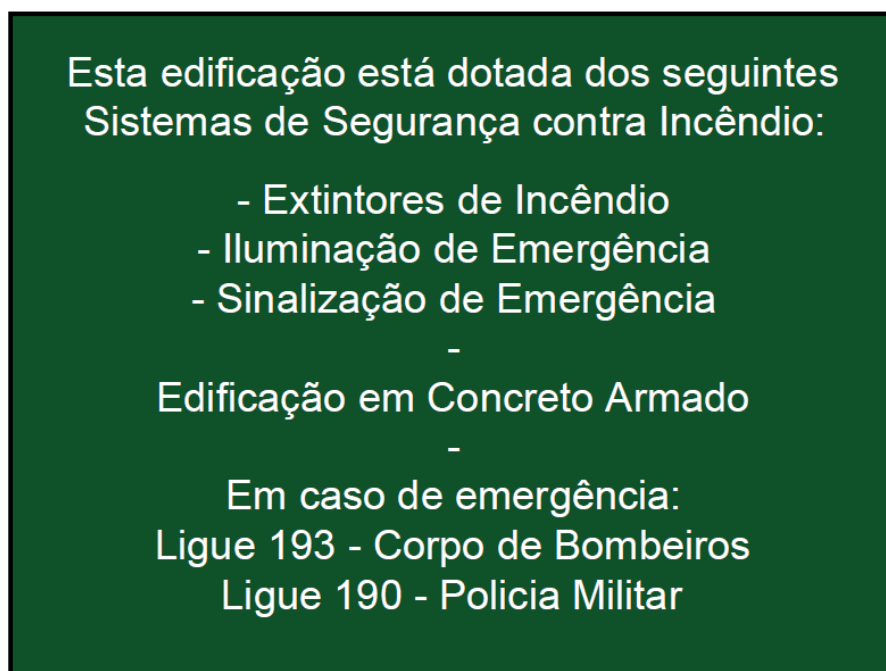 Esta edificação está dotada dos seguintes
Sistemas de Segurança contra Incêndio:
- Extintores de Incêndio
- Iluminação de Emergência
- Sinalização de Emergência
-
Edificação em Concreto Armado
-
Em caso de emergência:
Ligue 193 - Corpo de Bombeiros
Ligue 190 - Policia Militar